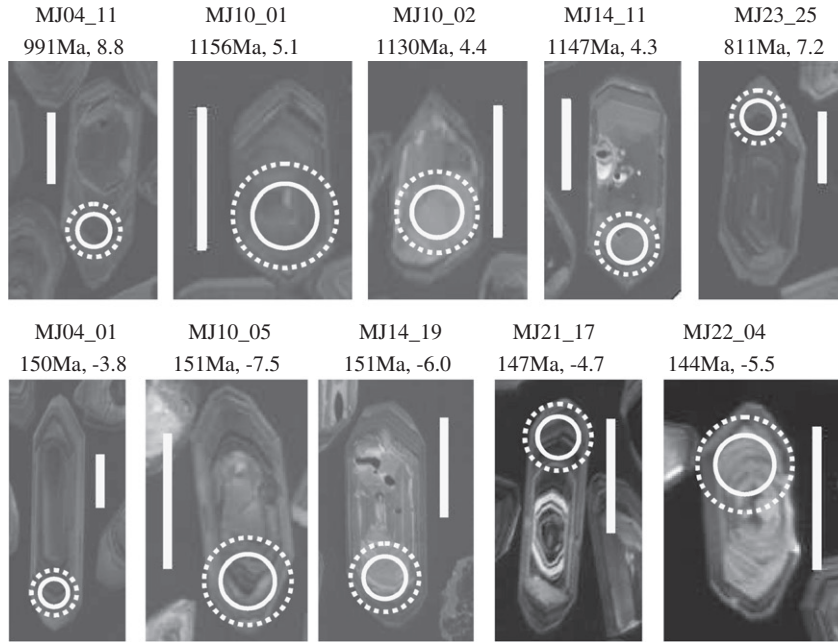 MJ04_11 MJ10_01 MJ10_02 MJ14_11 MJ23_25
991Ma, 8.8 1156Ma, 5.1 1130Ma, 4.4 1147Ma, 4.3 811Ma, 7.2
MJ04_01 MJ10_05 MJ14_19 MJ21_17 MJ22_04
150Ma, -3.8 151Ma, -7.5 151Ma, -6.0 147Ma, -4.7 144Ma, -5.5